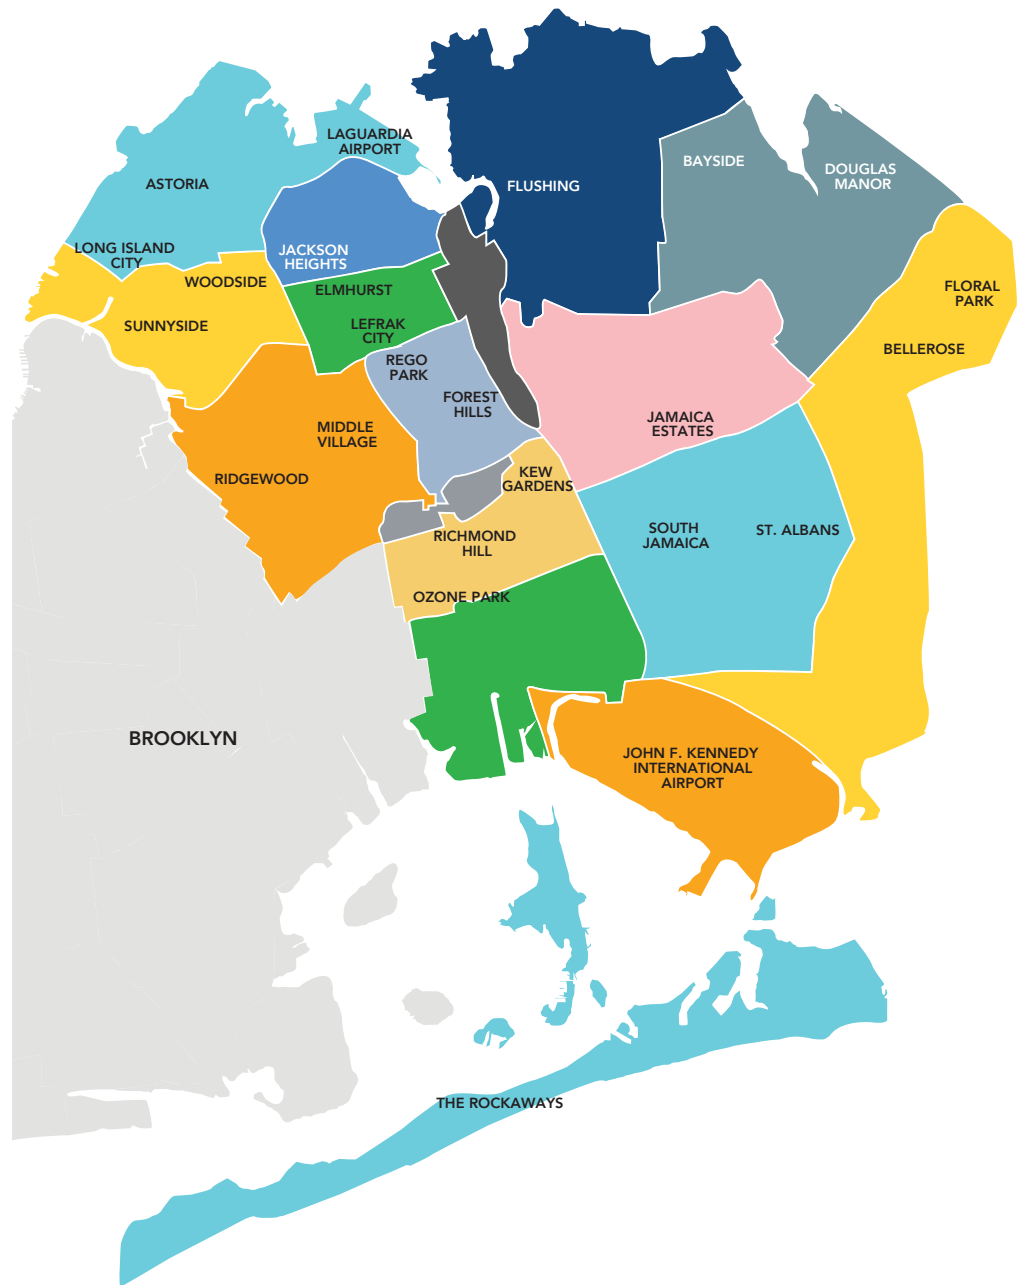 LAGUARDIA
AIRPORT
ASTORIA
FLUSHING
BAYSIDE
DOUGLAS
MANOR
LONG ISLAND
CITY
JACKSON
HEIGHTS
WOODSIDE
ELMHURST
FLORAL
PARK
SUNNYSIDE
LEFRAK
CITY
BELLEROSE
REGO
PARK
FOREST
HILLS
JAMAICA
ESTATES
MIDDLE
VILLAGE
RIDGEWOOD
KEW
GARDENS
SOUTH
JAMAICA
ST. ALBANS
RICHMOND
HILL
OZONE PARK
BROOKLYN
JOHN F. KENNEDY
INTERNATIONAL
AIRPORT
THE ROCKAWAYS